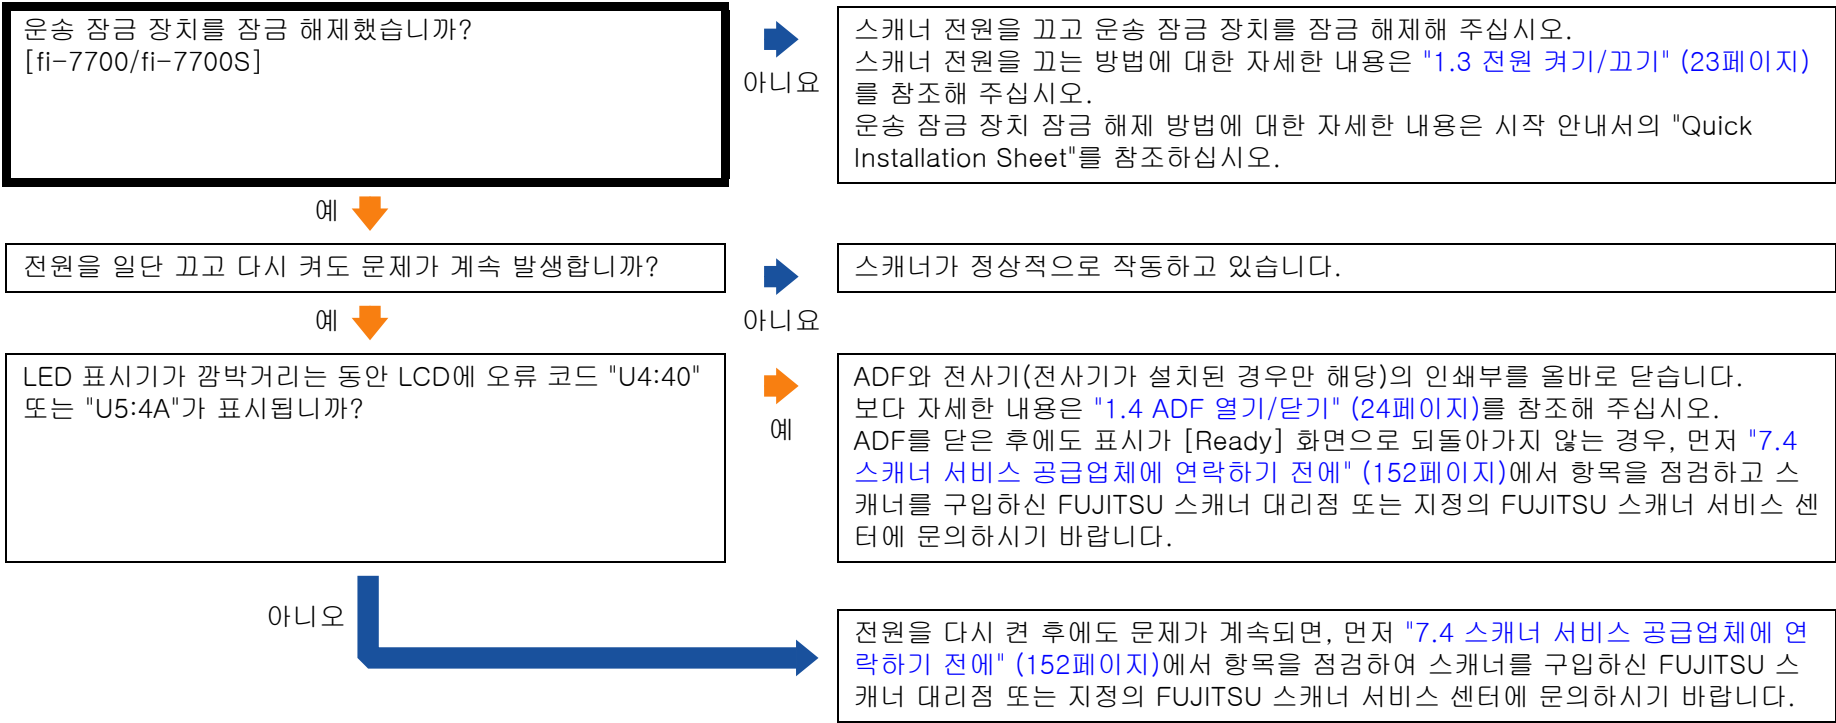 운송 잠금 장치를 잠금 해제했습니까?
[fi-7700/fi-7700S]
아니요
스캐너 전원을 끄고 운송 잠금 장치를 잠금 해제해 주십시오.
스캐너 전원을 끄는 방법에 대한 자세한 내용은 "1.3 전원 켜기/끄기" (23페이지)
를 참조해 주십시오.
운송 잠금 장치 잠금 해제 방법에 대한 자세한 내용은 시작 안내서의 "Quick
Installation Sheet"를 참조하십시오.
예
전원을 일단 끄고 다시 켜도 문제가 계속 발생합니까?
아니요
스캐너가 정상적으로 작동하고 있습니다.
예
LED 표시기가 깜박거리는 동안 LCD에 오류 코드 "U4:40"
또는 "U5:4A"가 표시됩니까?
예
ADF와 전사기(전사기가 설치된 경우만 해당)의 인쇄부를 올바로 닫습니다.
보다 자세한 내용은 "1.4 ADF 열기/닫기" (24페이지)를 참조해 주십시오.
ADF를 닫은 후에도 표시가 [Ready] 화면으로 되돌아가지 않는 경우, 먼저 "7.4
스캐너 서비스 공급업체에 연락하기 전에" (152페이지)에서 항목을 점검하고 스
캐너를 구입하신 FUJITSU 스캐너 대리점 또는 지정의 FUJITSU 스캐너 서비스 센
터에 문의하시기 바랍니다.
아니오
전원을 다시 켠 후에도 문제가 계속되면, 먼저 "7.4 스캐너 서비스 공급업체에 연
락하기 전에" (152페이지)에서 항목을 점검하여 스캐너를 구입하신 FUJITSU 스
캐너 대리점 또는 지정의 FUJITSU 스캐너 서비스 센터에 문의하시기 바랍니다.